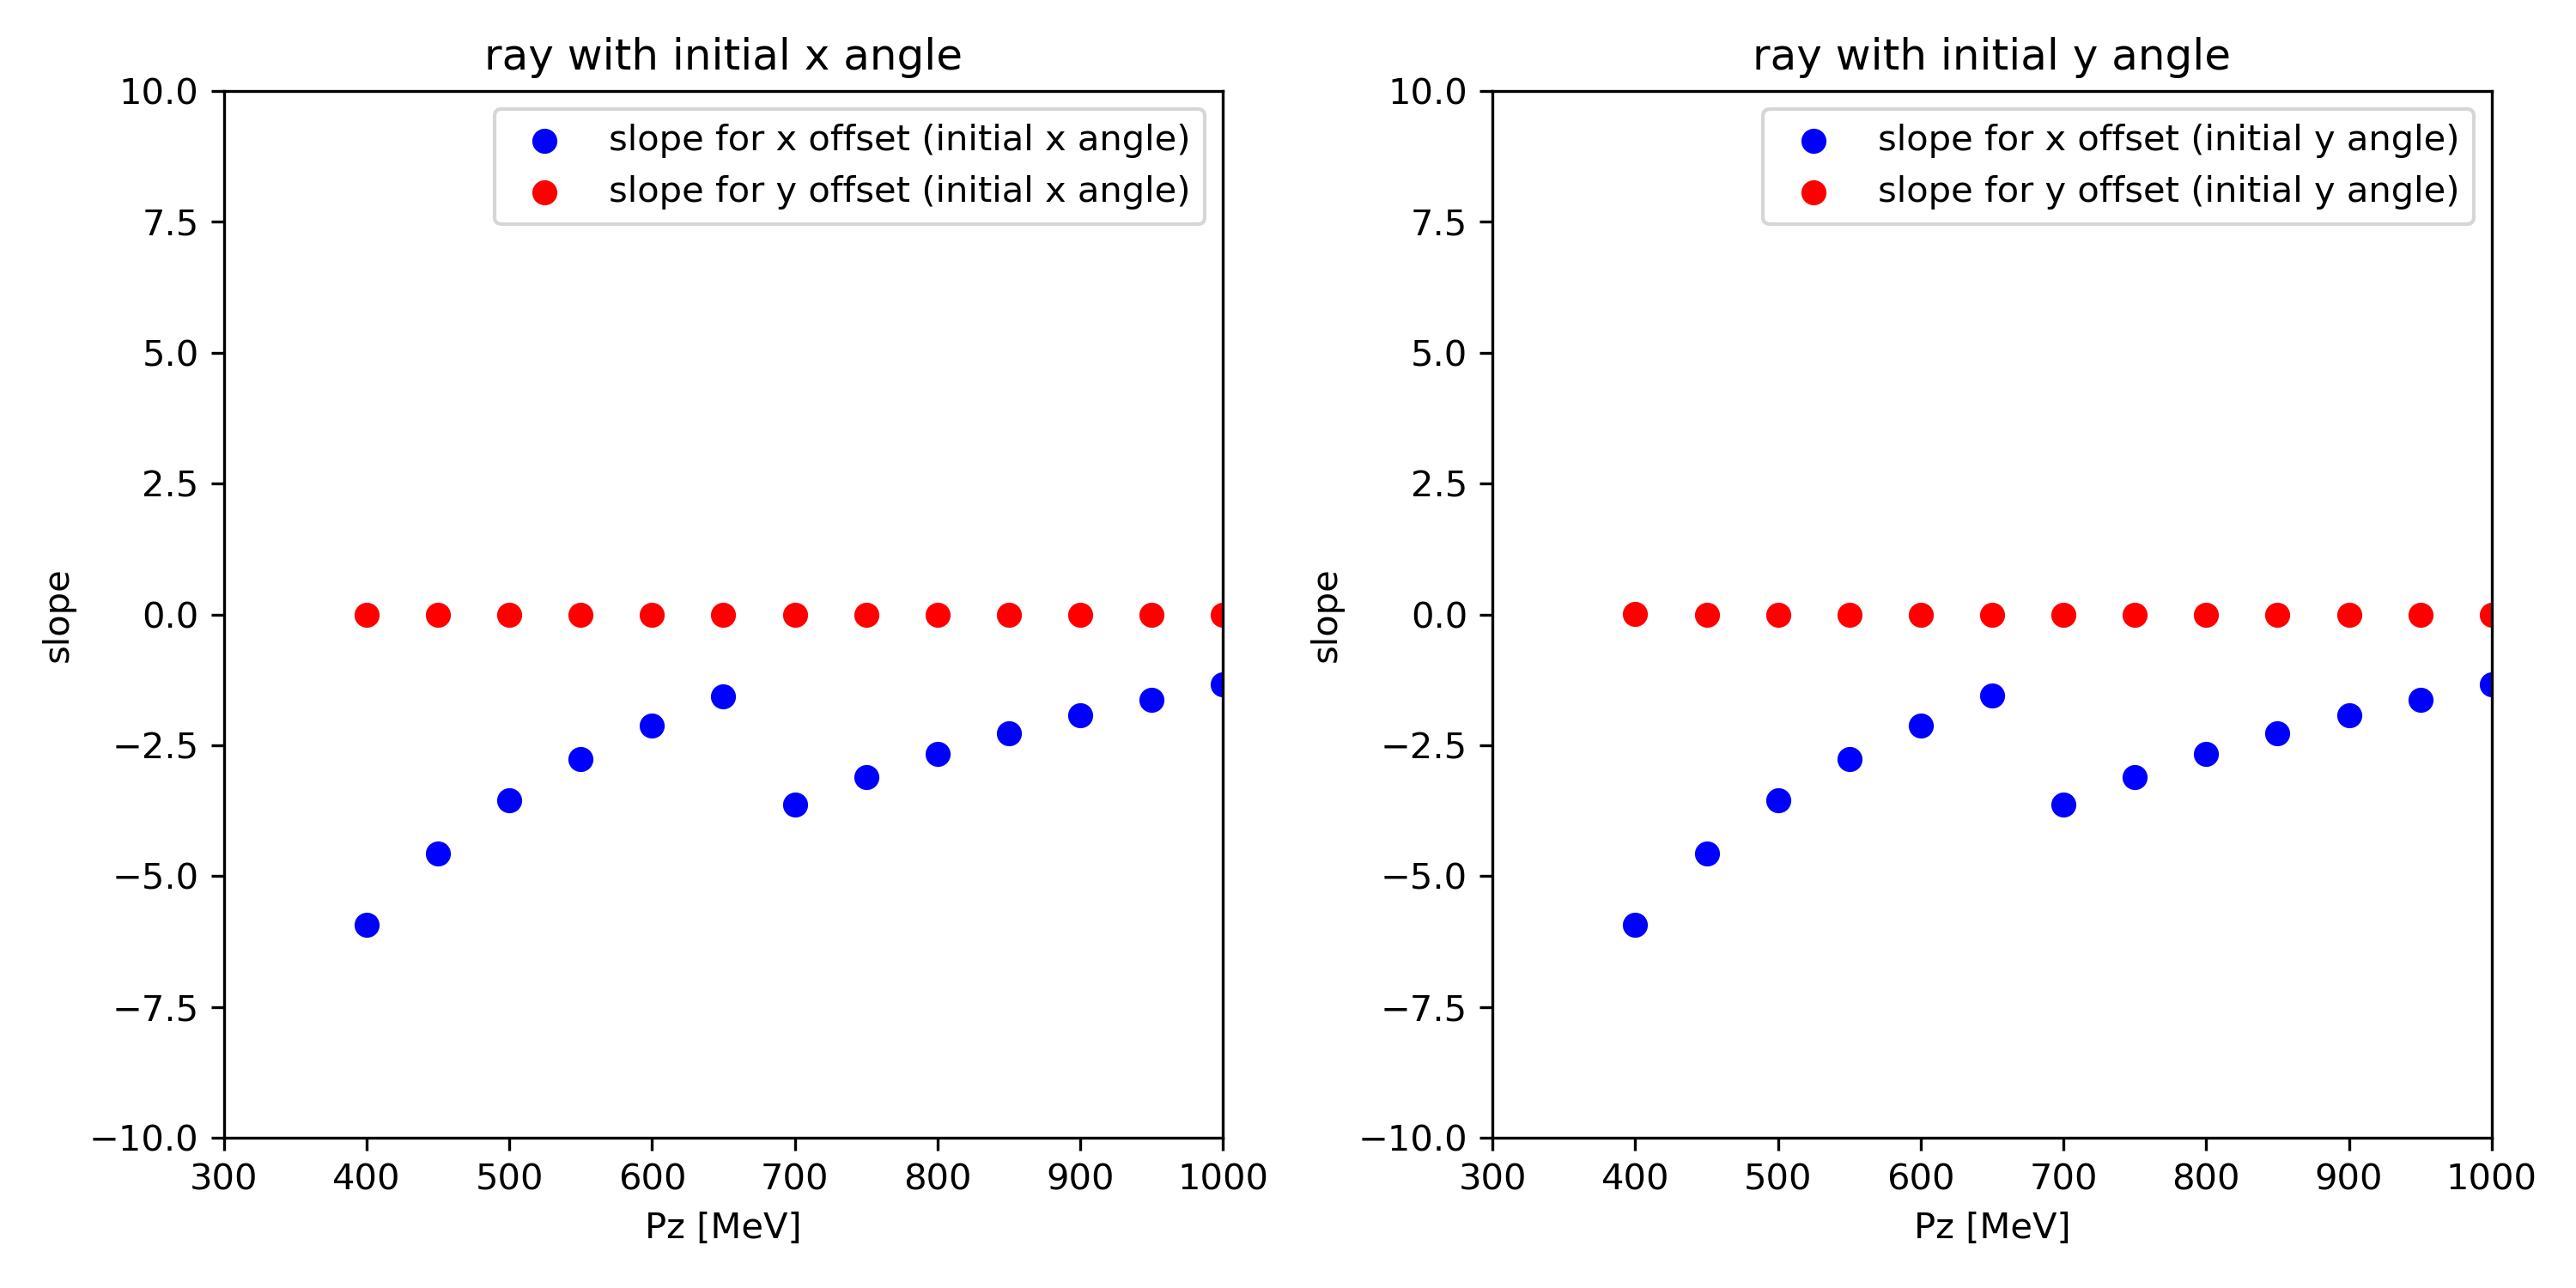 ray with initial x angle
slope for x offset (initial x angle)
slope for y offset (initial x angle)
10.0
7.5
5.0
2.5
0.0
−2.5
−5.0
−7.5
−10.0
slope
300 400 500 600 700 800 900 1000
Pz [MeV]
ray with initial y angle
slope for x offset (initial y angle)
slope for y offset (initial y angle)
10.0
7.5
5.0
2.5
0.0
−2.5
−5.0
−7.5
−10.0
slope
300 400 500 600 700 800 900 1000
Pz [MeV]